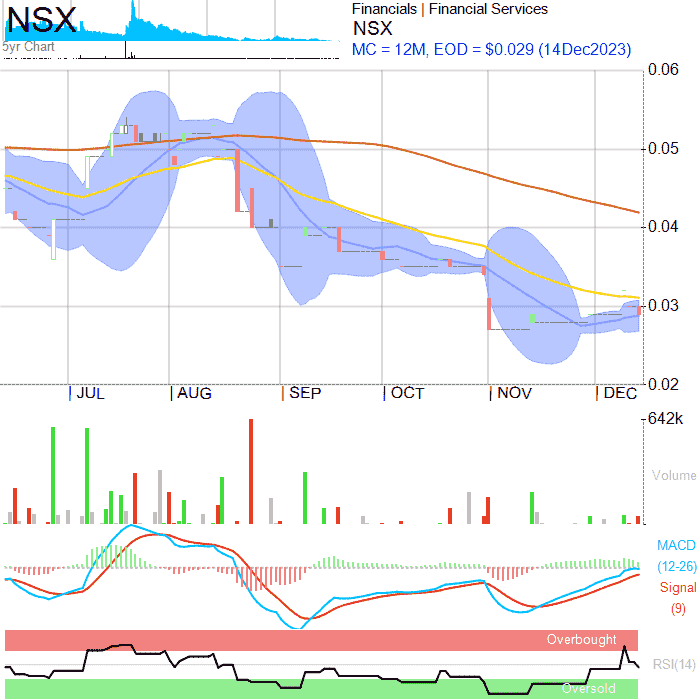 NSX
5yr Chart
Financials | Financial Services
NSX
MC = 12M, EOD = $0.029 (14Dec2023)
0.06
0.05
0.04
0.03
0.02
JUL AUG SEP OCT NOV DEC
642k
Volume
MACD
(12-26)
Signal
(9)
Overbought
RSI(14)
Oversold